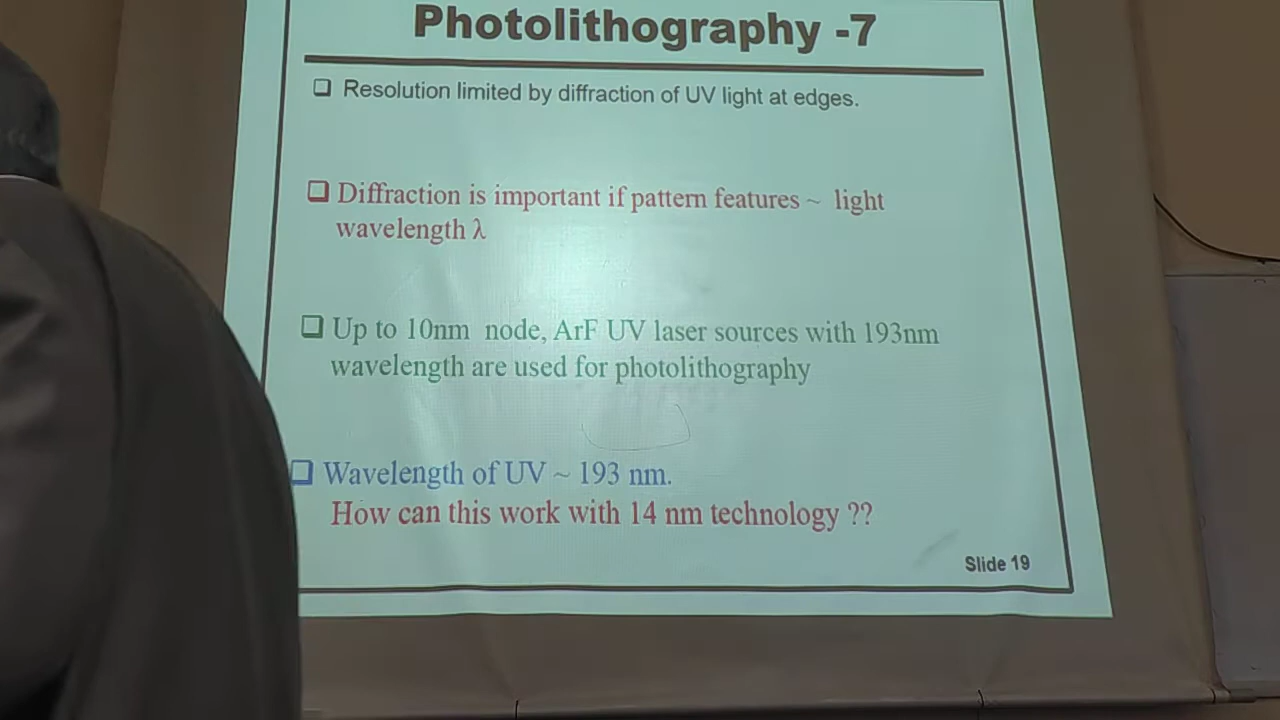 Photolithography -7
❑ Resolution limited by diffraction of UV light at edges.
❑ Diffraction is important if pattern features ~ light
wavelength λ
❑ Up to 10nm node, ArF UV laser sources with 193nm
wavelength are used for photolithography
❑ Wavelength of UV ~ 193 nm.
How can this work with 14 nm technology ??
Slide 19